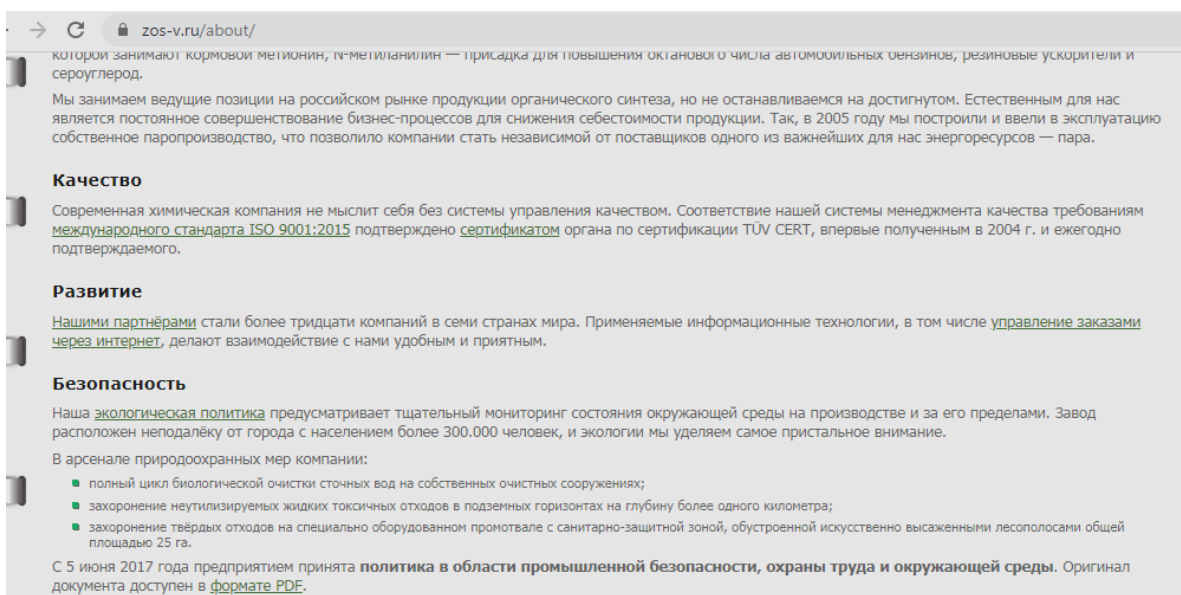 zos-v.ru/about/
которой занимают кормовой метионин, N-метиланилин — присадка для повышения октанового числа автомобильных бензинов, резиновые ускорители и
сероуглерод.
Мы занимаем ведущие позиции на российском рынке продукции органического синтеза, но не останавливаемся на достигнутом. Естественным для нас
является постоянное совершенствование бизнес-процессов для снижения себестоимости продукции. Так, в 2005 году мы построили и ввели в эксплуатацию
собственное паропроизводство, что позволило компании стать независимой от поставщиков одного из важнейших для нас энергоресурсов — пара.
Качество
Современная химическая компания не мыслит себя без системы управления качеством. Соответствие нашей системы менеджмента качества требованиям
международного стандарта ISO 9001:2015 подтверждено сертификатом органа по сертификации TÜV CERT, впервые полученным в 2004 г. и ежегодно
подтверждаемого.
Развитие
Нашими партнёрами стали более тридцати компаний в семи странах мира. Применяемые информационные технологии, в том числе управление заказами
через интернет, делают взаимодействие с нами удобным и приятным.
Безопасность
Наша экологическая политика предусматривает тщательный мониторинг состояния окружающей среды на производстве и за его пределами. Завод
расположен неподалёку от города с населением более 300.000 человек, и экологии мы уделяем самое пристальное внимание.
В арсенале природоохранных мер компании:
полный цикл биологической очистки сточных вод на собственных очистных сооружениях;
захоронение неутилизируемых жидких токсичных отходов в подземных горизонтах на глубину более одного километра;
захоронение твёрдых отходов на специально оборудованном промотвале с санитарно-защитной зоной, обустроенной искусственно высаженными лесополосами общей
площадью 25 га.
С 5 июня 2017 года предприятием принята политика в области промышленной безопасности, охраны труда и окружающей среды. Оригинал
документа доступен в формате PDF.